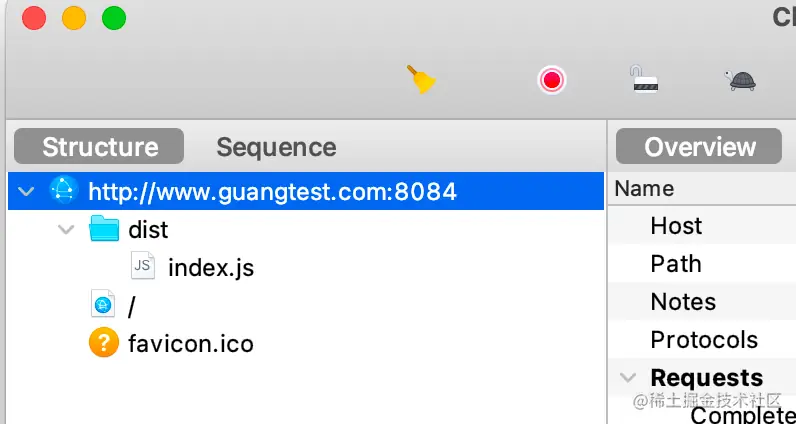 Cl
Structure Sequence Overview
http://www.guangtest.com:8084 Name
dist Host
JS index.js Path
/ Notes
? favicon.ico Protocols
Requests
Complete
@稀土掘金技术社区